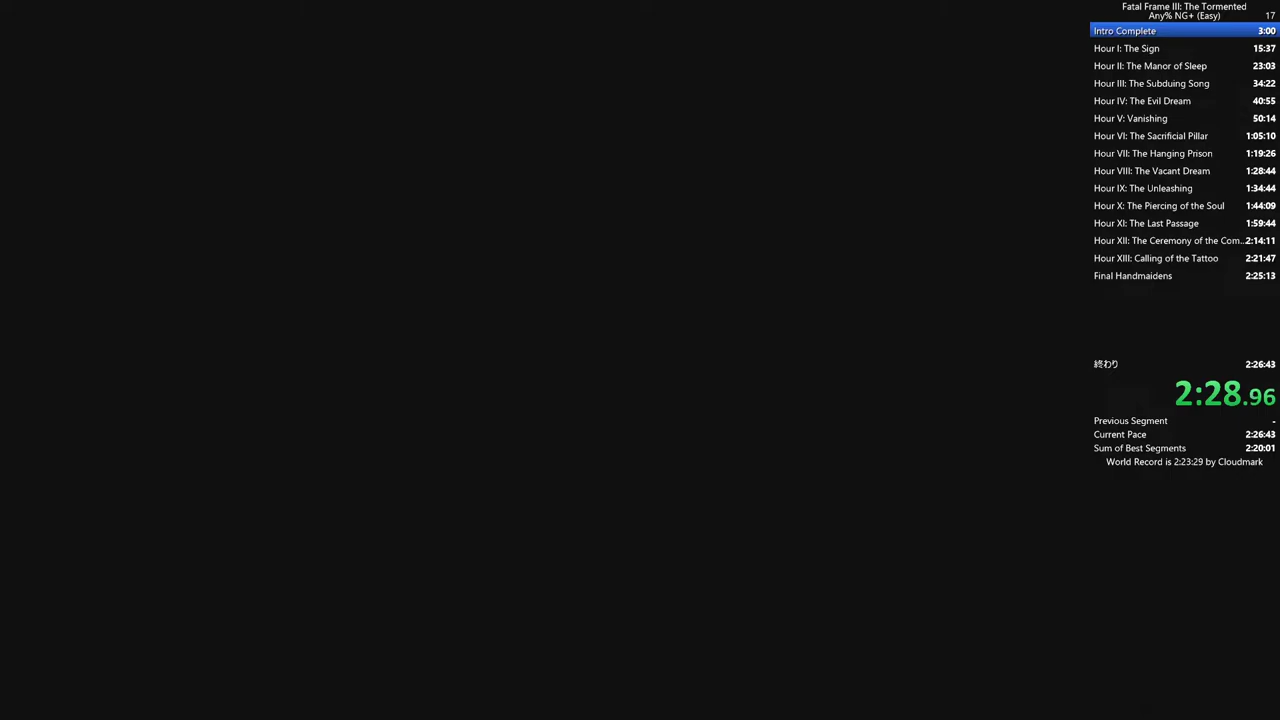 Fatal Frame III: The Tormented
Any% NG+ (Easy) 17
Intro Complete 3:00
Hour I: The Sign 15:37
Hour II: The Manor of Sleep 23:03
Hour III: The Subduing Song 34:22
Hour IV: The Evil Dream 40:55
Hour V: Vanishing 50:14
Hour VI: The Sacrificial Pillar 1:05:10
Hour VII: The Hanging Prison 1:19:26
Hour VIII: The Vacant Dream 1:28:44
Hour IX: The Unleashing 1:34:44
Hour X: The Piercing of the Soul 1:44:09
Hour XI: The Last Passage 1:59:44
Hour XII: The Ceremony of the Com... 2:14:11
Hour XIII: Calling of the Tattoo 2:21:47
Final Handmaidens 2:25:13
終わり 2:26:43
2:28.96
Previous Segment -
Current Pace 2:26:43
Sum of Best Segments 2:20:01
World Record is 2:23:29 by Cloudmark